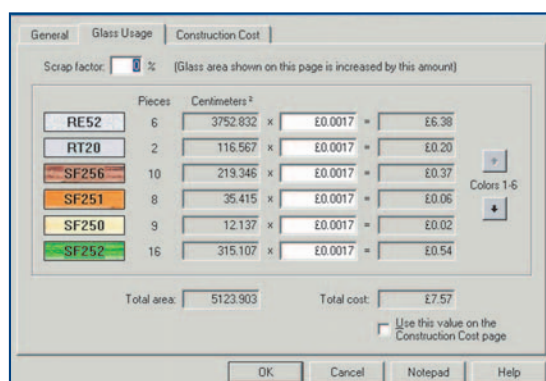 General Glass Usage Construction Cost
Scrap factor: 0 % (Glass area shown on this page is increased by this amount)
Pieces Centimeters ²
RE52 6 3752.832 x £0.0017 = £6.38
RT20 2 116.567 x £0.0017 = £0.20
SF256 10 219.346 x £0.0017 = £0.37
SF251 8 35.415 x £0.0017 = £0.06
SF250 9 12.137 x £0.0017 = £0.02
SF252 16 315.107 x £0.0017 = £0.54
Colors 1-6
Total area: 5123.903 Total cost: £7.57
Use this value on the
Construction Cost page
OK Cancel Notepad Help